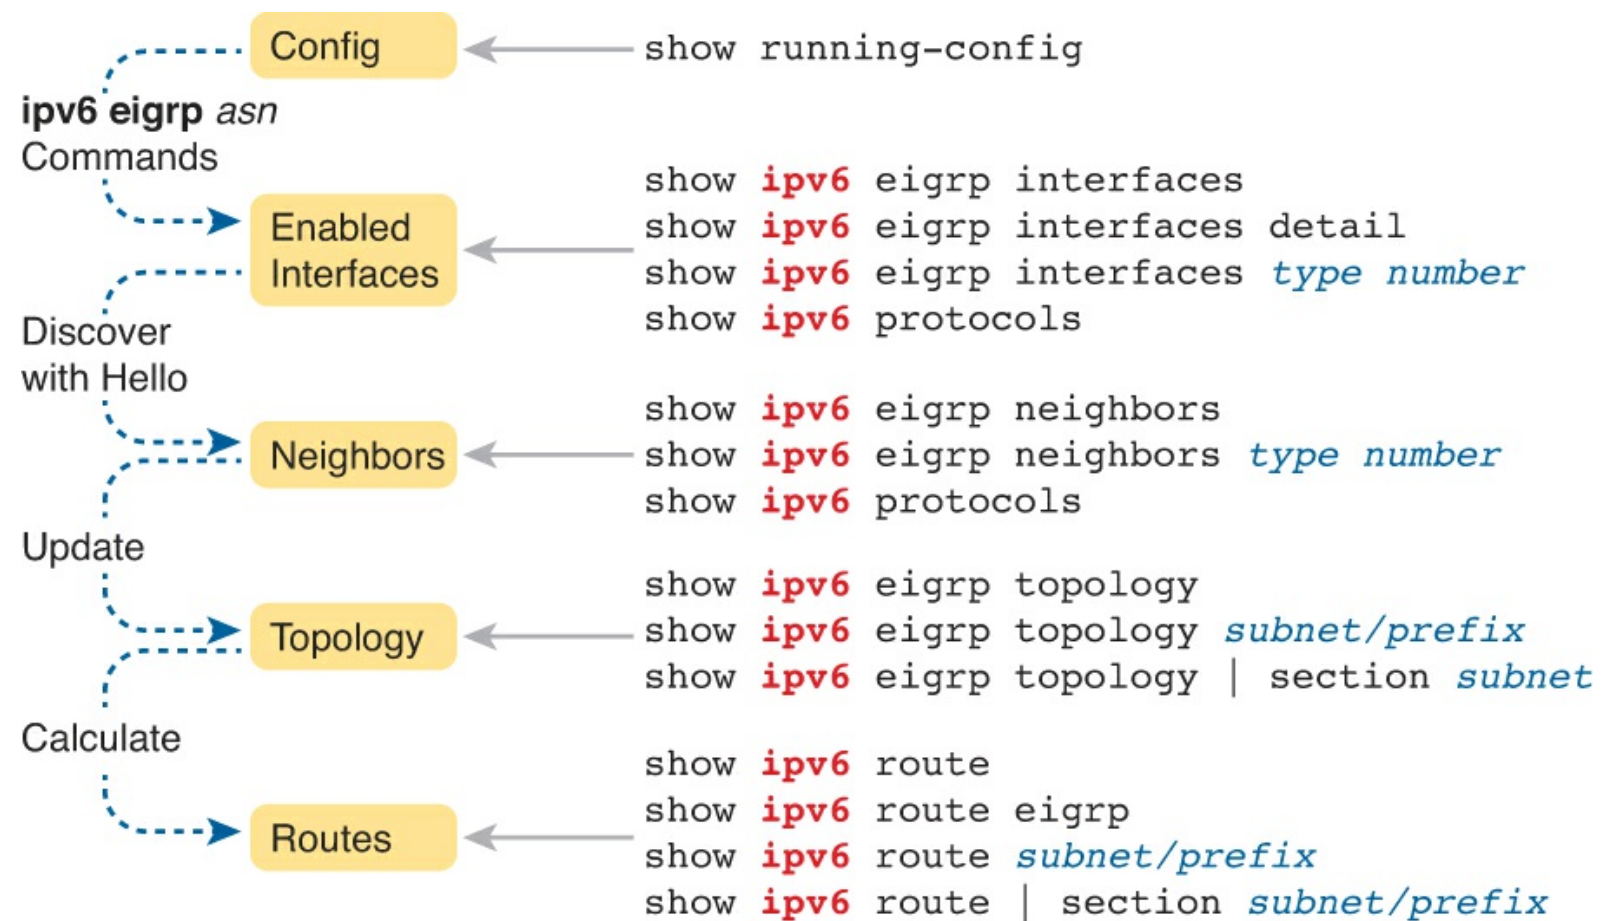 Config
show running-config
ipv6 eigrp asn
Commands
show ipv6 eigrp interfaces
show ipv6 eigrp interfaces detail
show ipv6 eigrp interfaces type number
show ipv6 protocols
Enabled
Interfaces
Discover
with Hello
show ipv6 eigrp neighbors
show ipv6 eigrp neighbors type number
show ipv6 protocols
Neighbors
Update
show ipv6 eigrp topology
show ipv6 eigrp topology subnet/prefix
show ipv6 eigrp topology | section subnet
Topology
Calculate
show ipv6 route
show ipv6 route eigrp
show ipv6 route subnet/prefix
show ipv6 route | section subnet/prefix
Routes